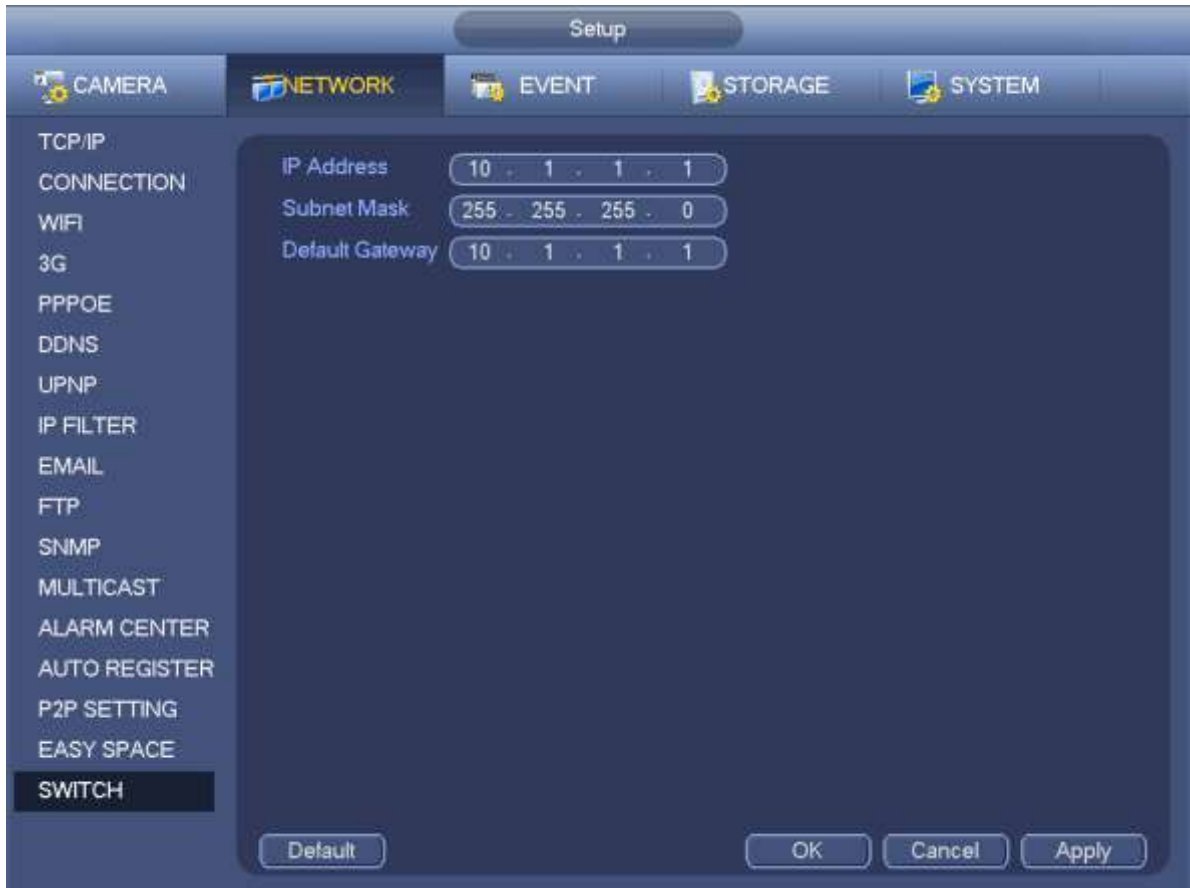 Setup
CAMERA NETWORK EVENT STORAGE SYSTEM
TCP/IP
CONNECTION
WIFI
3G
PPPOE
DDNS
UPNP
IP FILTER
EMAIL
FTP
SNMP
MULTICAST
ALARM CENTER
AUTO REGISTER
P2P SETTING
EASY SPACE
SWITCH
IP Address 10 . 1 . 1 . 1
Subnet Mask 255 . 255 . 255 . 0
Default Gateway 10 . 1 . 1 . 1
Default OK Cancel Apply